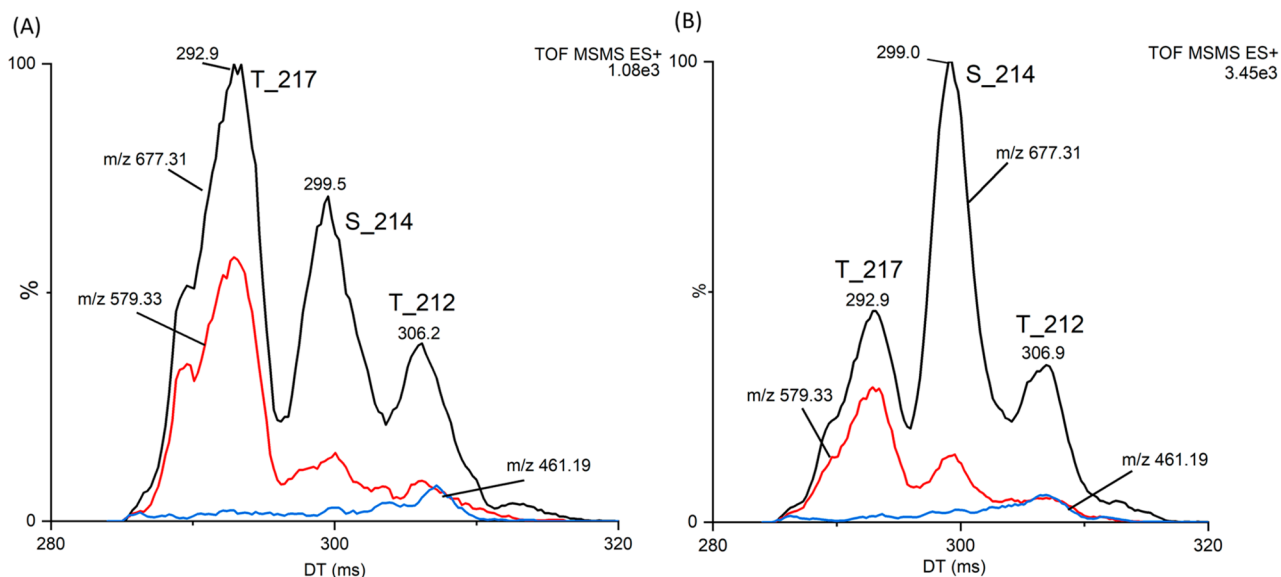 (A)
292.9
TOF MSMS ES+
1.08e3
100
T_217
m/z 677.31
299.5
S_214
m/z 579.33
T_212
306.2
%
m/z 461.19
0
280
300
320
DT (ms)
(B)
299.0
TOF MSMS ES+
3.45e3
100
S_214
m/z 677.31
T_217
292.9
T_212
306.9
%
m/z 579.33
m/z 461.19
0
280
300
320
DT (ms)